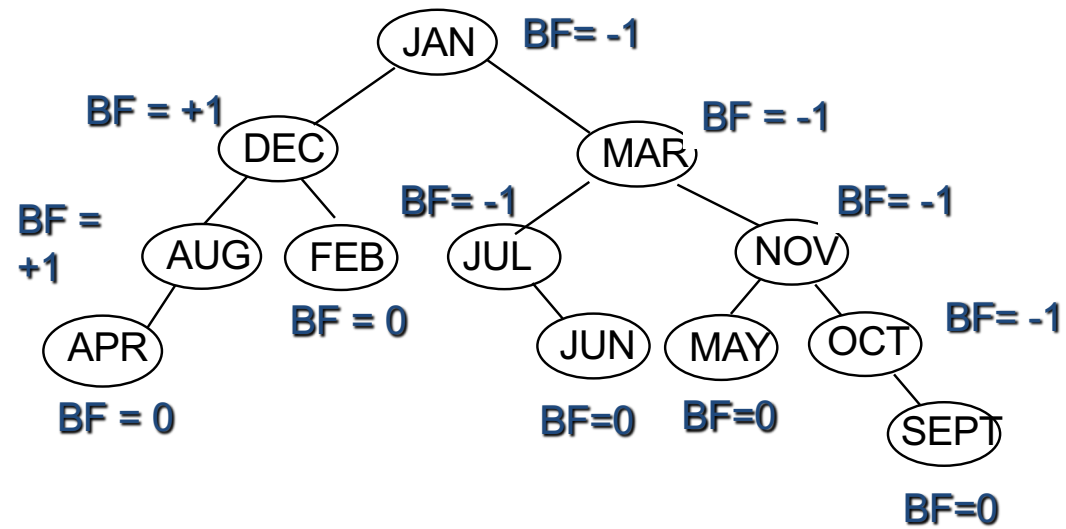 JAN
BF= -1
BF = +1
DEC
MAR
BF = -1
BF =
+1
AUG
FEB
BF= -1
JUL
NOV
BF= -1
APR
BF = 0
BF = 0
JUN
MAY
OCT
BF= -1
BF=0
BF=0
SEPT
BF=0